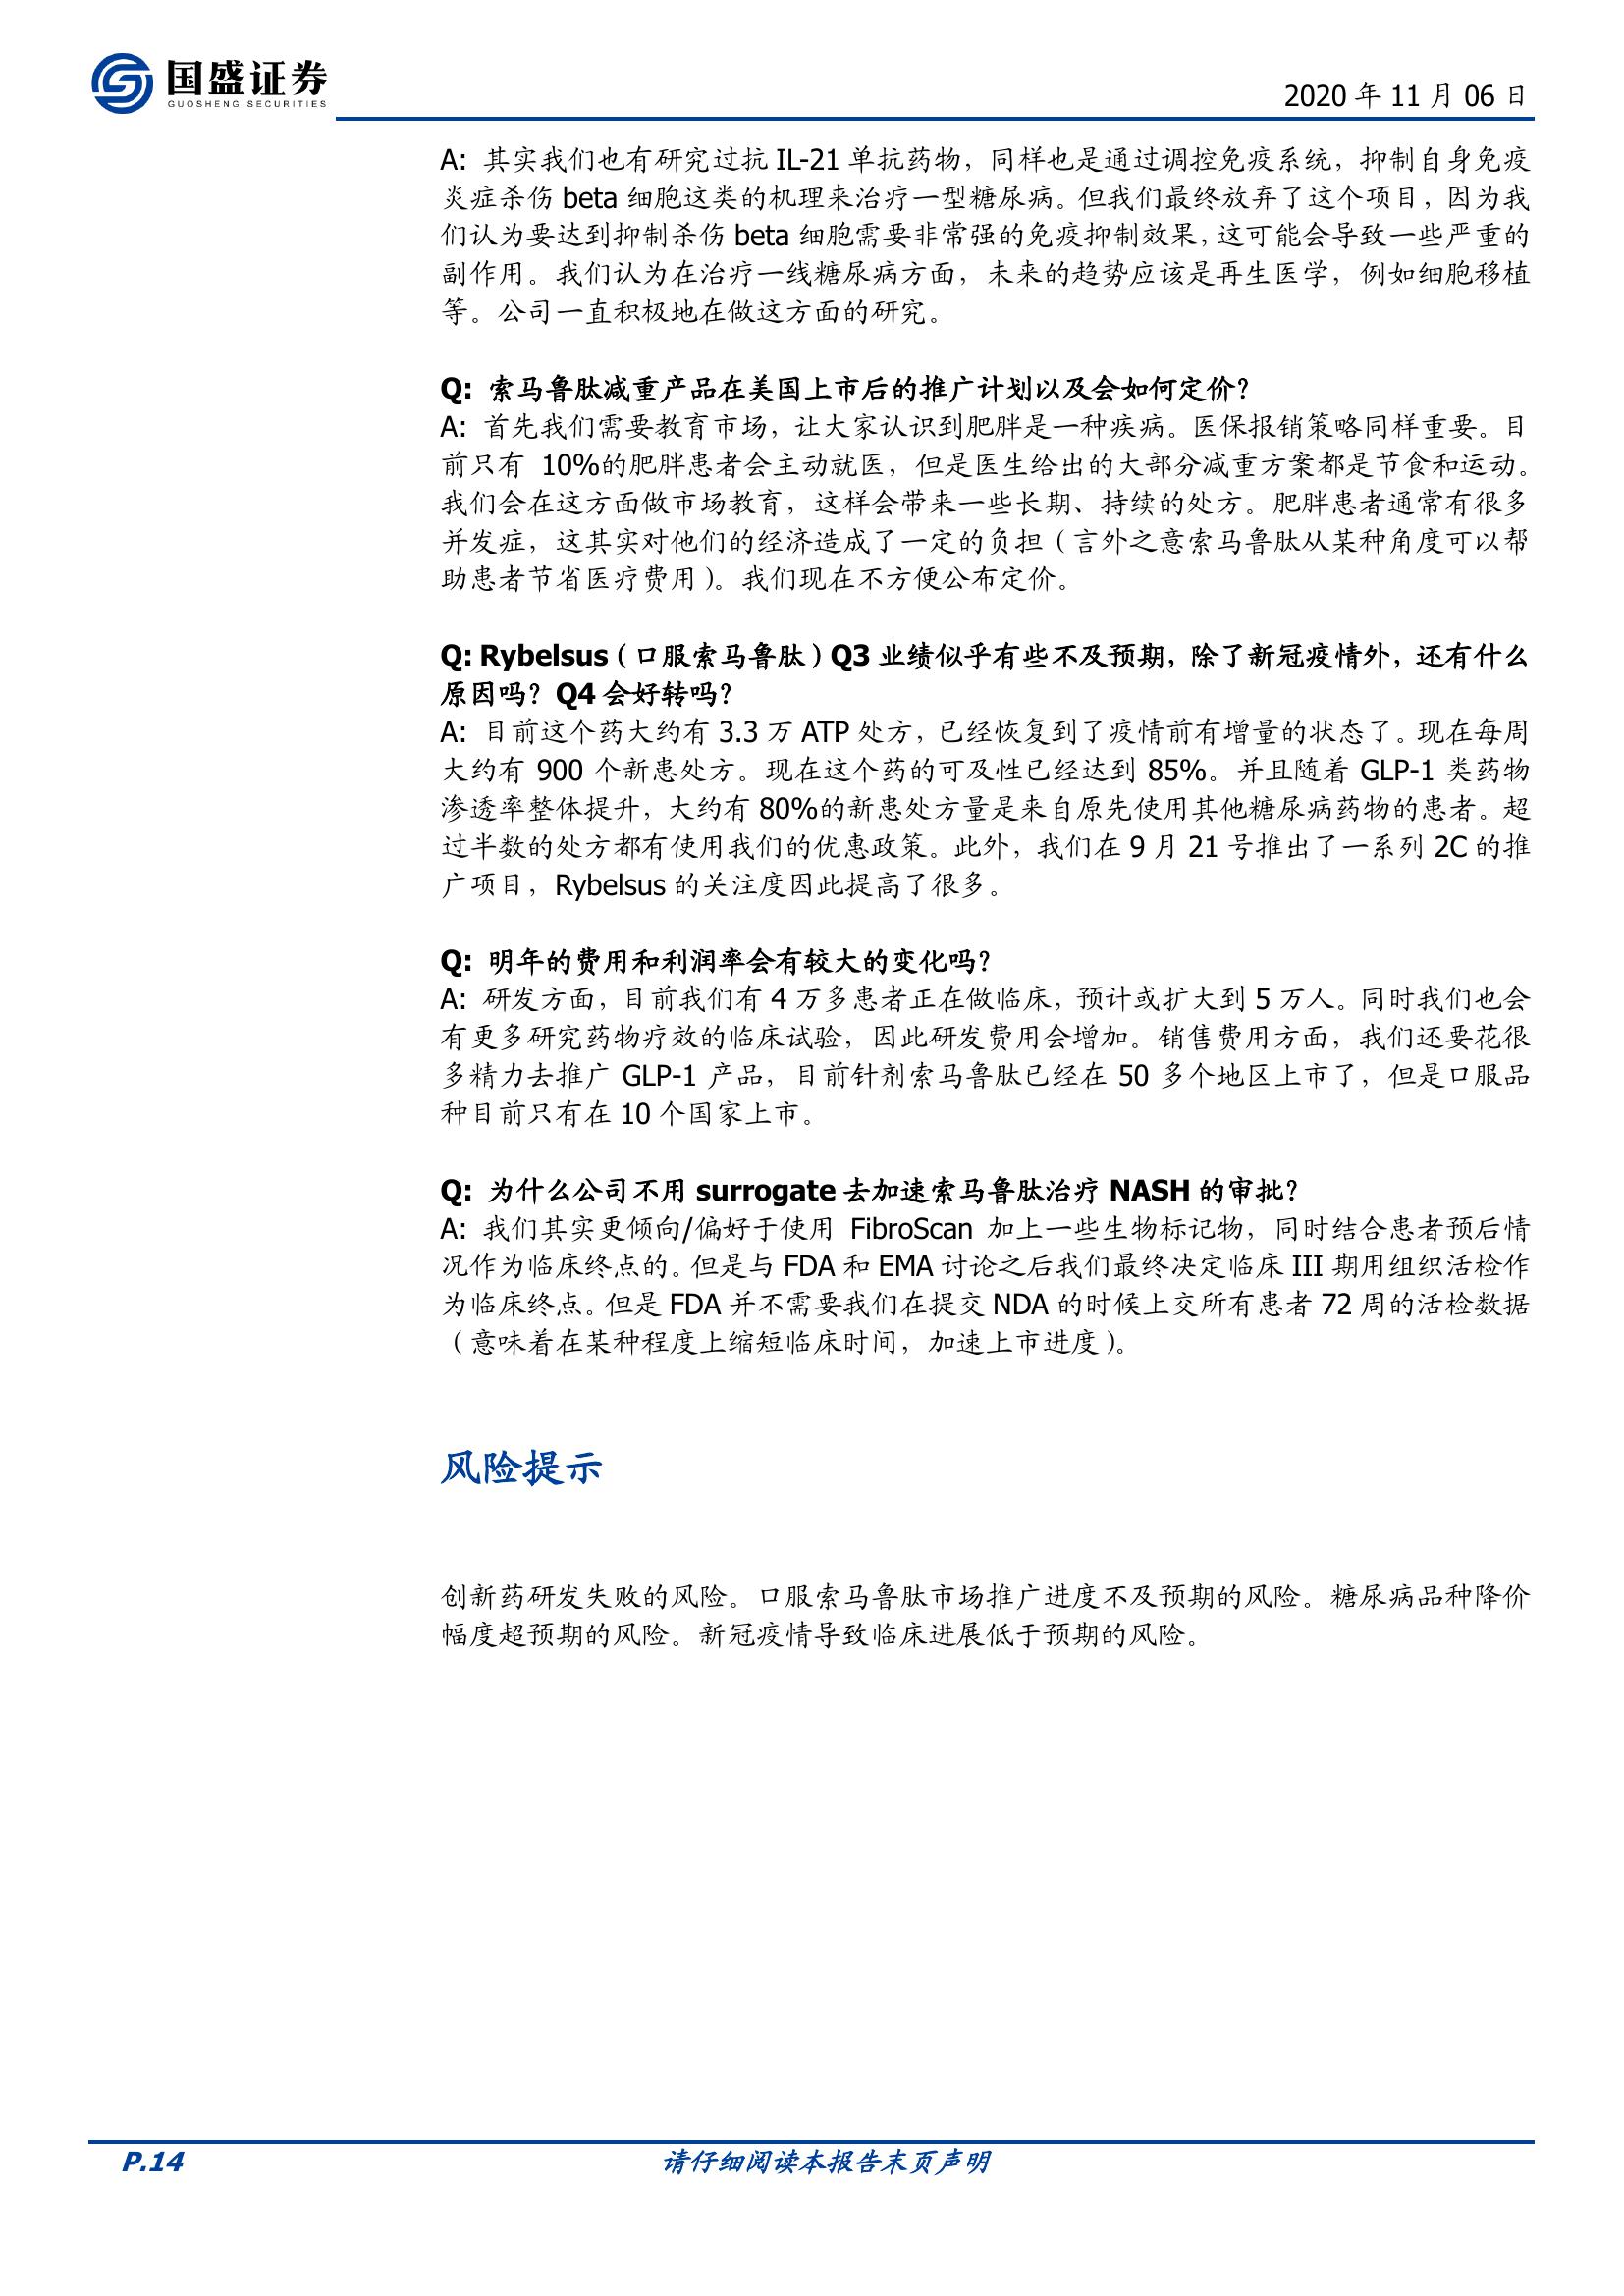 国盛证券
GUOSHENG SECURITIES
2020 年 11 月 06 日
A: 其实我们也有研究过抗 IL-21 单抗药物，同样也是通过调控免疫系统，抑制自身免疫
炎症杀伤 beta 细胞这类的机理来治疗一型糖尿病。但我们最终放弃了这个项目，因为我
们认为要达到抑制杀伤 beta 细胞需要非常强的免疫抑制效果，这可能会导致一些严重的
副作用。我们认为在治疗一线糖尿病方面，未来的趋势应该是再生医学，例如细胞移植
等。公司一直积极地在做这方面的研究。
Q: 索马鲁肽减重产品在美国上市后的推广计划以及会如何定价？
A: 首先我们需要教育市场，让大家认识到肥胖是一种疾病。医保报销策略同样重要。目
前只有 10%的肥胖患者会主动就医，但是医生给出的大部分减重方案都是节食和运动。
我们会在这方面做市场教育，这样会带来一些长期、持续的处方。肥胖患者通常有很多
并发症，这其实对他们的经济造成了一定的负担（言外之意索马鲁肽从某种角度可以帮
助患者节省医疗费用）。我们现在不方便公布定价。
Q: Rybelsus（口服索马鲁肽）Q3 业绩似乎有些不及预期，除了新冠疫情外，还有什么
原因吗？Q4 会好转吗？
A: 目前这个药大约有 3.3 万 ATP 处方，已经恢复到了疫情前有增量的状态了。现在每周
大约有 900 个新患处方。现在这个药的可及性已经达到 85%。并且随着 GLP-1 类药物
渗透率整体提升，大约有 80%的新患处方量是来自原先使用其他糖尿病药物的患者。超
过半数的处方都有使用我们的优惠政策。此外，我们在 9 月 21 号推出了一系列 2C 的推
广项目，Rybelsus 的关注度因此提高了很多。
Q: 明年的费用和利润率会有较大的变化吗？
A: 研发方面，目前我们有 4 万多患者正在做临床，预计或扩大到 5 万人。同时我们也会
有更多研究药物疗效的临床试验，因此研发费用会增加。销售费用方面，我们还要花很
多精力去推广 GLP-1 产品，目前针剂索马鲁肽已经在 50 多个地区上市了，但是口服品
种目前只有在 10 个国家上市。
Q: 为什么公司不用 surrogate 去加速索马鲁肽治疗 NASH 的审批？
A: 我们其实更倾向/偏好于使用 FibroScan 加上一些生物标记物，同时结合患者预后情
况作为临床终点的。但是与 FDA 和 EMA 讨论之后我们最终决定临床 III 期用组织活检作
为临床终点。但是 FDA 并不需要我们在提交 NDA 的时候上交所有患者 72 周的活检数据
（意味着在某种程度上缩短临床时间，加速上市进度）。
风险提示
创新药研发失败的风险。口服索马鲁肽市场推广进度不及预期的风险。糖尿病品种降价
幅度超预期的风险。新冠疫情导致临床进展低于预期的风险。
P.14
请仔细阅读本报告末页声明